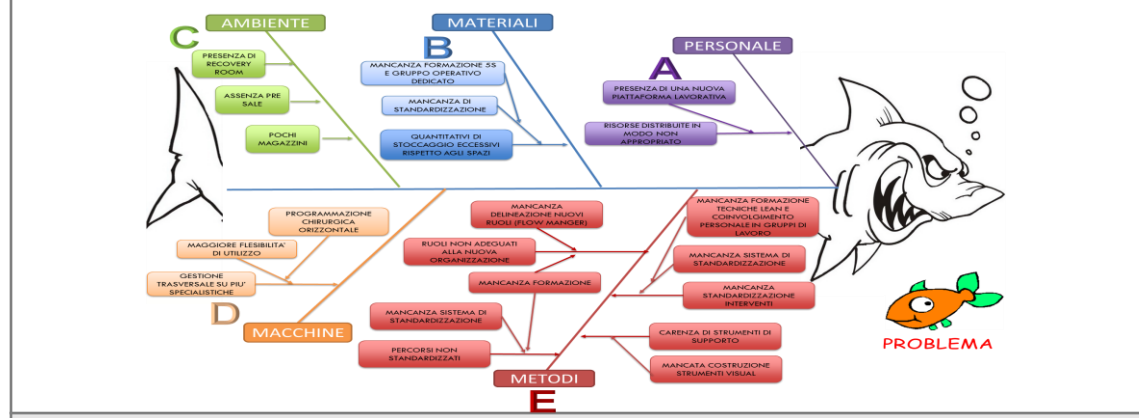 AMBIENTE
C
PRESENZA DI
RECOVERY
ROOM
ASSENZA PRE
SALE
POCHI
MAGAZZINI
MATERIALI
B
MANCANZA FORMAZIONE 5S
E GRUPPO OPERATIVO
DEDICATO
MANCANZA DI
STANDARDIZZAZIONE
QUANTITATIVI DI
STOCCAGGIO ECCESSIVI
RISPETTO AGLI SPAZI
PERSONALE
A
PRESENZA DI UNA NUOVA
PIATTAFORMA LAVORATIVA
RISORSE DISTRIBUITE IN
MODO NON
APPROPRIATO
PROGRAMMAZIONE
CHIRURGICA
ORIZZONTALE
MAGGIORE FLESIBILITA'
DI UTILIZZO
GESTIONE
TRASVERSALE SU PIU'
SPECIALISTICHE
D
MACCHINE
MANCANZA
DELINEAZIONE NUOVI
RUOLI (FLOW MANGER)
RUOLI NON ADEGUATI
ALLA NUOVA
ORGANIZZAZIONE
MANCANZA FORMAZIONE
MANCANZA SISTEMA DI
STANDARDIZZAZIONE
PERCORSI NON
STANDARDIZZATI
MANCANZA FORMAZIONE
TECNICHE LEAN E
COINVOLGIMENTO
PERSONALE IN GRUPPI DI
LAVORO
MANCANZA SISTEMA DI
STANDARDIZZAZIONE
MANCANZA
STANDARDIZZAZIONE
INTERVENTI
CARENZA DI STRUMENTI DI
SUPPORTO
MANCATA COSTRUZIONE
STRUMENTI VISUAL
METODI
E
PROBLEMA